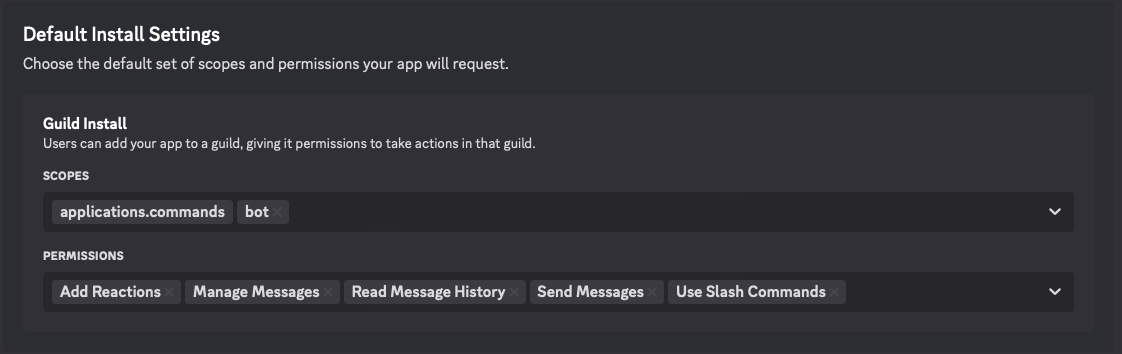 Default Install Settings
Choose the default set of scopes and permissions your app will request.
Guild Install
Users can add your app to a guild, giving it permissions to take actions in that guild.
SCOPES
applications.commands bot
PERMISSIONS
Add Reactions Manage Messages Read Message History Send Messages Use Slash Commands